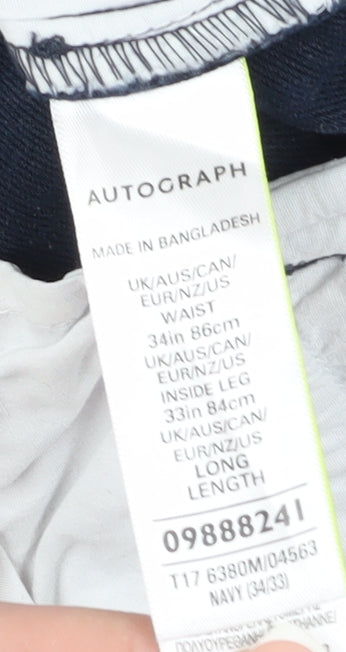 AUTOGRAPH
MADE IN BANGLADESH
UK/AUS/CAN/
EUR/NZ/US
WAIST
34in 86cm
UK/AUS/CAN/
EUR/NZ/US
INSIDE LEG
33in 84cm
UK/AUS/CAN/
EUR/NZ/US
LONG
LENGTH
09888241
T17 6380M/04563
NAVY (34/33)